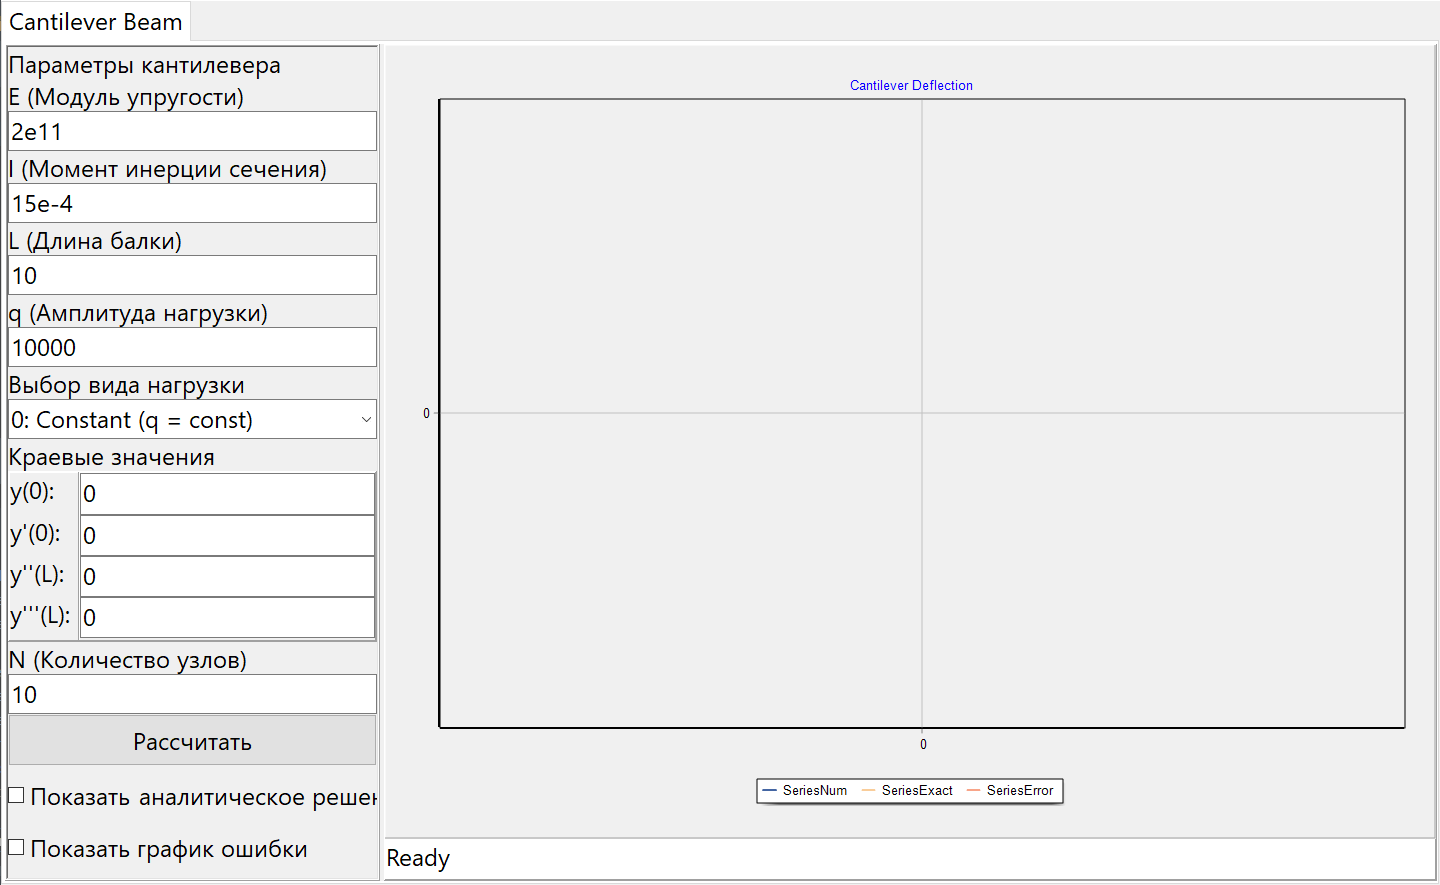 Cantilever Beam
Параметры кантилевера
E (Модуль упругости)
2e11
I (Момент инерции сечения)
15e-4
L (Длина балки)
10
q (Амплитуда нагрузки)
10000
Выбор вида нагрузки
0: Constant (q = const)
Краевые значения
y(0): 0
y'(0): 0
y''(L): 0
y'''(L): 0
N (Количество узлов)
10
Рассчитать
Показать аналитическое решен
Показать график ошибки
Cantilever Deflection
0
0
SeriesNum SeriesExact SeriesError
Ready